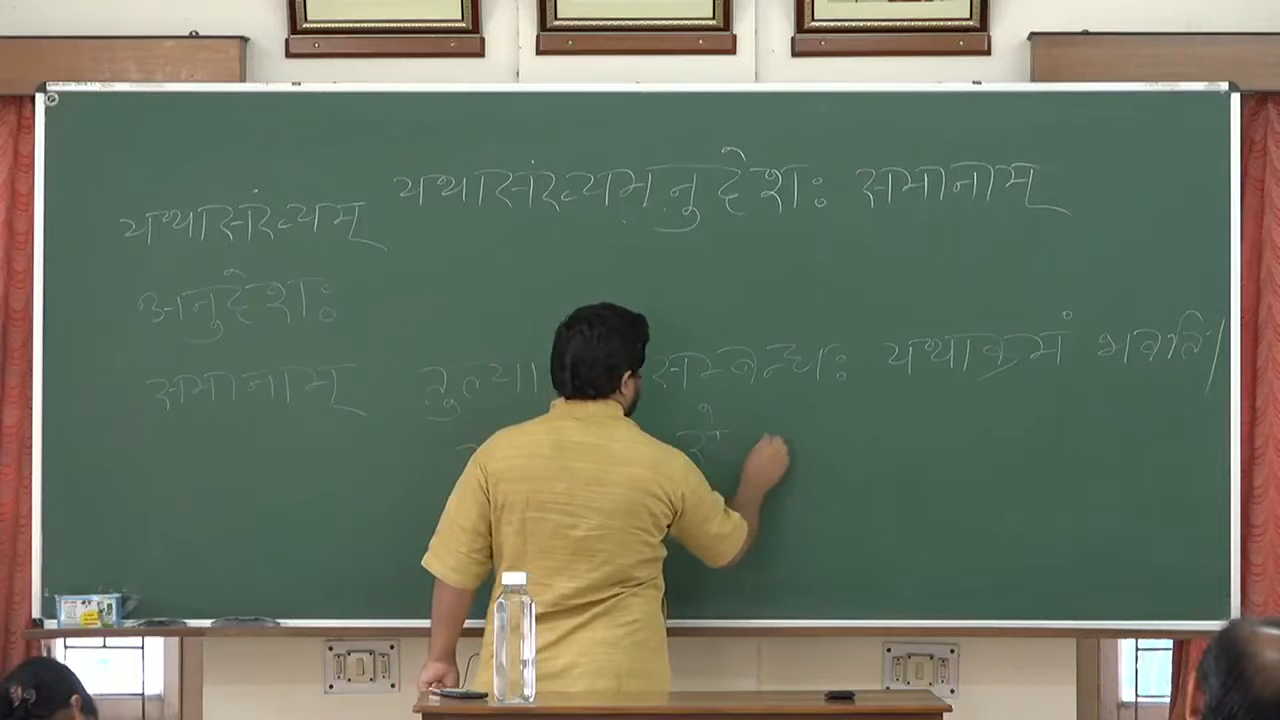 यथासंख्यमनुदेशः समानाम्
यथासंख्यम्
अनुदेशः
समानाम् सम्बन्धः यथाक्रमं भवति।